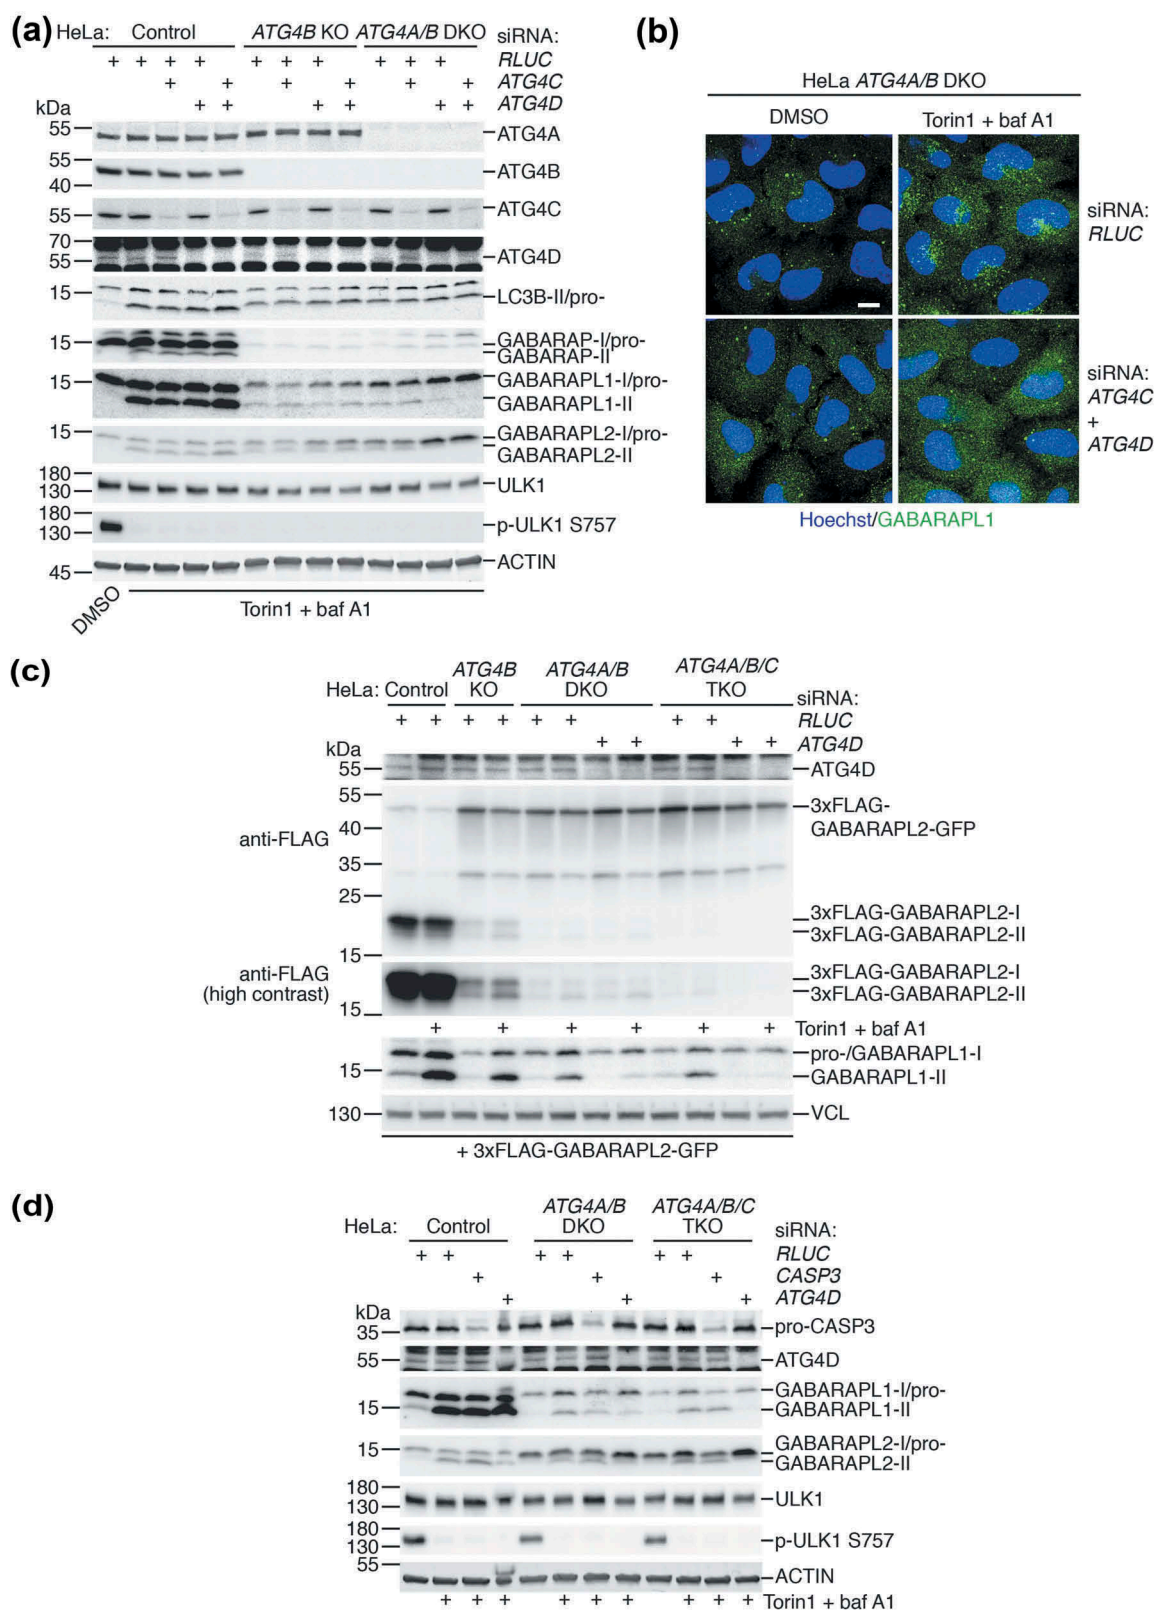 (a)
HeLa: Control ATG4B KO ATG4A/B DKO siRNA:
+ + + + + + + + + + RLUC
+ + + + + + ATG4C
kDa + + + + + + ATG4D
55 ATG4A
55 ATG4B
40
55 ATG4C
70
55 ATG4D
15 LC3B-II/pro-
15 GABARAP-I/pro-
GABARAP-II
15 GABARAPL1-I/pro-
GABARAPL1-II
15 GABARAPL2-I/pro-
GABARAPL2-II
180
130 ULK1
180
130 p-ULK1 S757
45 ACTIN
DMSO Torin1 + baf A1
(b)
HeLa ATG4A/B DKO
DMSO Torin1 + baf A1
siRNA:
RLUC
siRNA:
ATG4C
+
ATG4D
Hoechst/GABARAPL1
(c)
HeLa: Control ATG4B KO ATG4A/B DKO ATG4A/B/C TKO siRNA:
+ + + + + + + + RLUC
+ + + + ATG4D
kDa
55 ATG4D
55 3xFLAG-
GABARAPL2-GFP
40
anti-FLAG
35
25
3xFLAG-GABARAPL2-I
3xFLAG-GABARAPL2-II
15
anti-FLAG 3xFLAG-GABARAPL2-I
(high contrast) 3xFLAG-GABARAPL2-II
15
+ + + + + + Torin1 + baf A1
pro-/GABARAPL1-I
15 GABARAPL1-II
130 VCL
+ 3xFLAG-GABARAPL2-GFP
(d)
HeLa: Control ATG4A/B DKO ATG4A/B/C TKO siRNA:
+ + + + + + RLUC
+ + + CASP3
+ + + ATG4D
kDa
35 pro-CASP3
55 ATG4D
GABARAPL1-I/pro-
15 GABARAPL1-II
15 GABARAPL2-I/pro-
GABARAPL2-II
180
130 ULK1
180
130 p-ULK1 S757
55
ACTIN
+ + + + + + + + + Torin1 + baf A1